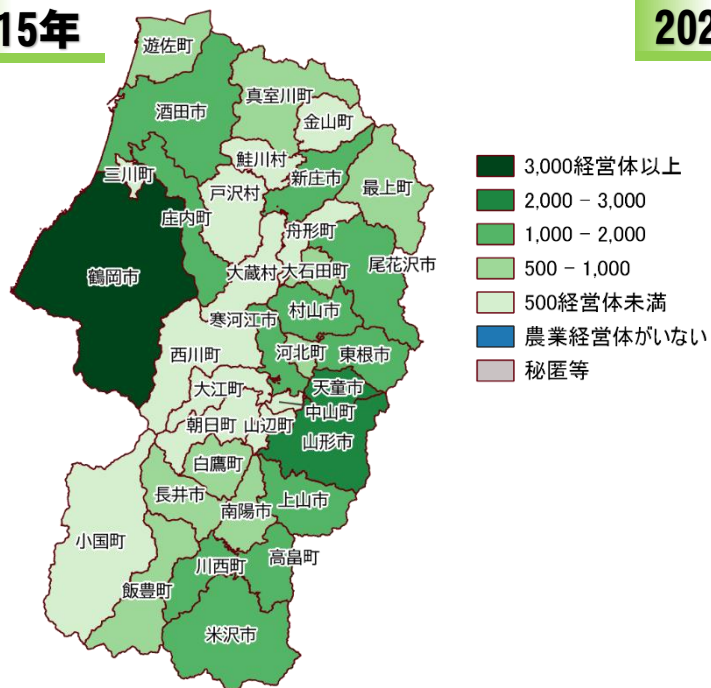 15年
202
遊佐町
真室川町
酒田市
金山町
鮭川村
三川町
新庄市
戸沢村
最上町
庄内町
舟形町
鶴岡市
大蔵村
大石田町
尾花沢市
村山市
寒河江市
西川町
河北町
東根市
大江町
天童市
中山町
朝日町
山辺町
山形市
白鷹町
長井市
南陽市
上山市
小国町
高畠町
川西町
飯豊町
米沢市
3,000経営体以上
2,000 - 3,000
1,000 - 2,000
500 - 1,000
500経営体未満
農業経営体がいない
秘匿等